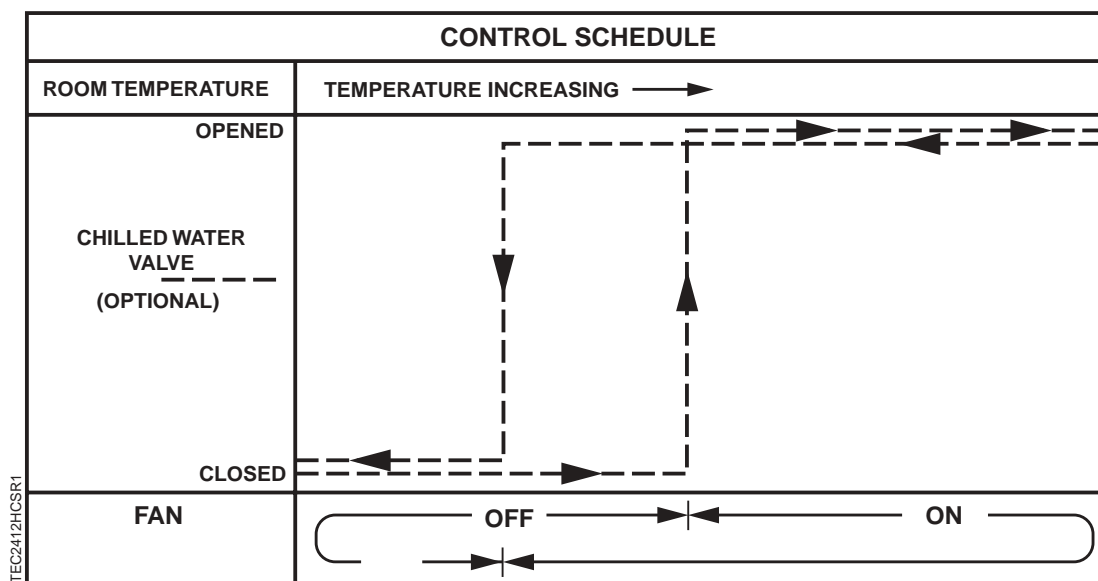 CONTROL SCHEDULE
ROOM TEMPERATURE
TEMPERATURE INCREASING
OPENED
CHILLED WATER
VALVE
(OPTIONAL)
CLOSED
FAN
OFF
ON
TEC2412HCSR1